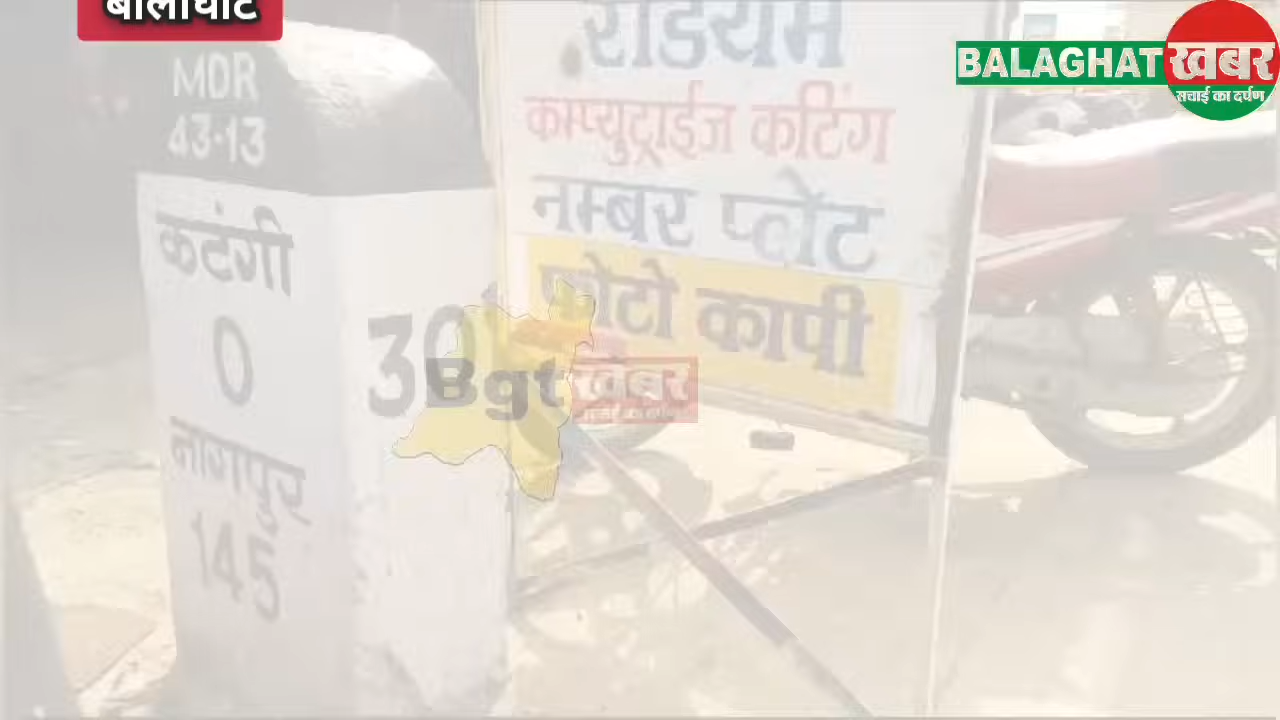 बालाघाट
BALAGHAT खबर
सचाई का दर्पण
MDR
43-13
कटंगी
0
नागपुर
145
30
रेडियम
काम्प्युट्राईज कटिंग
नम्बर प्लेट
फोटो कापी
Bgt खबर